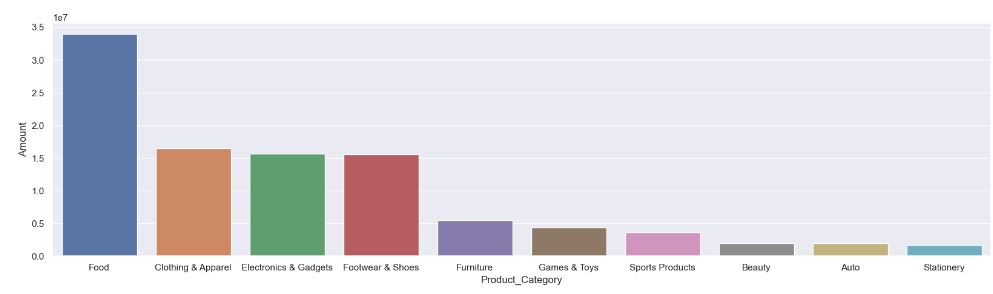 1e7
3.5
3.0
2.5
2.0
1.5
1.0
0.5
0.0
Amount
Food Clothing & Apparel Electronics & Gadgets Footwear & Shoes Furniture Games & Toys Sports Products Beauty Auto Stationery
Product_Category